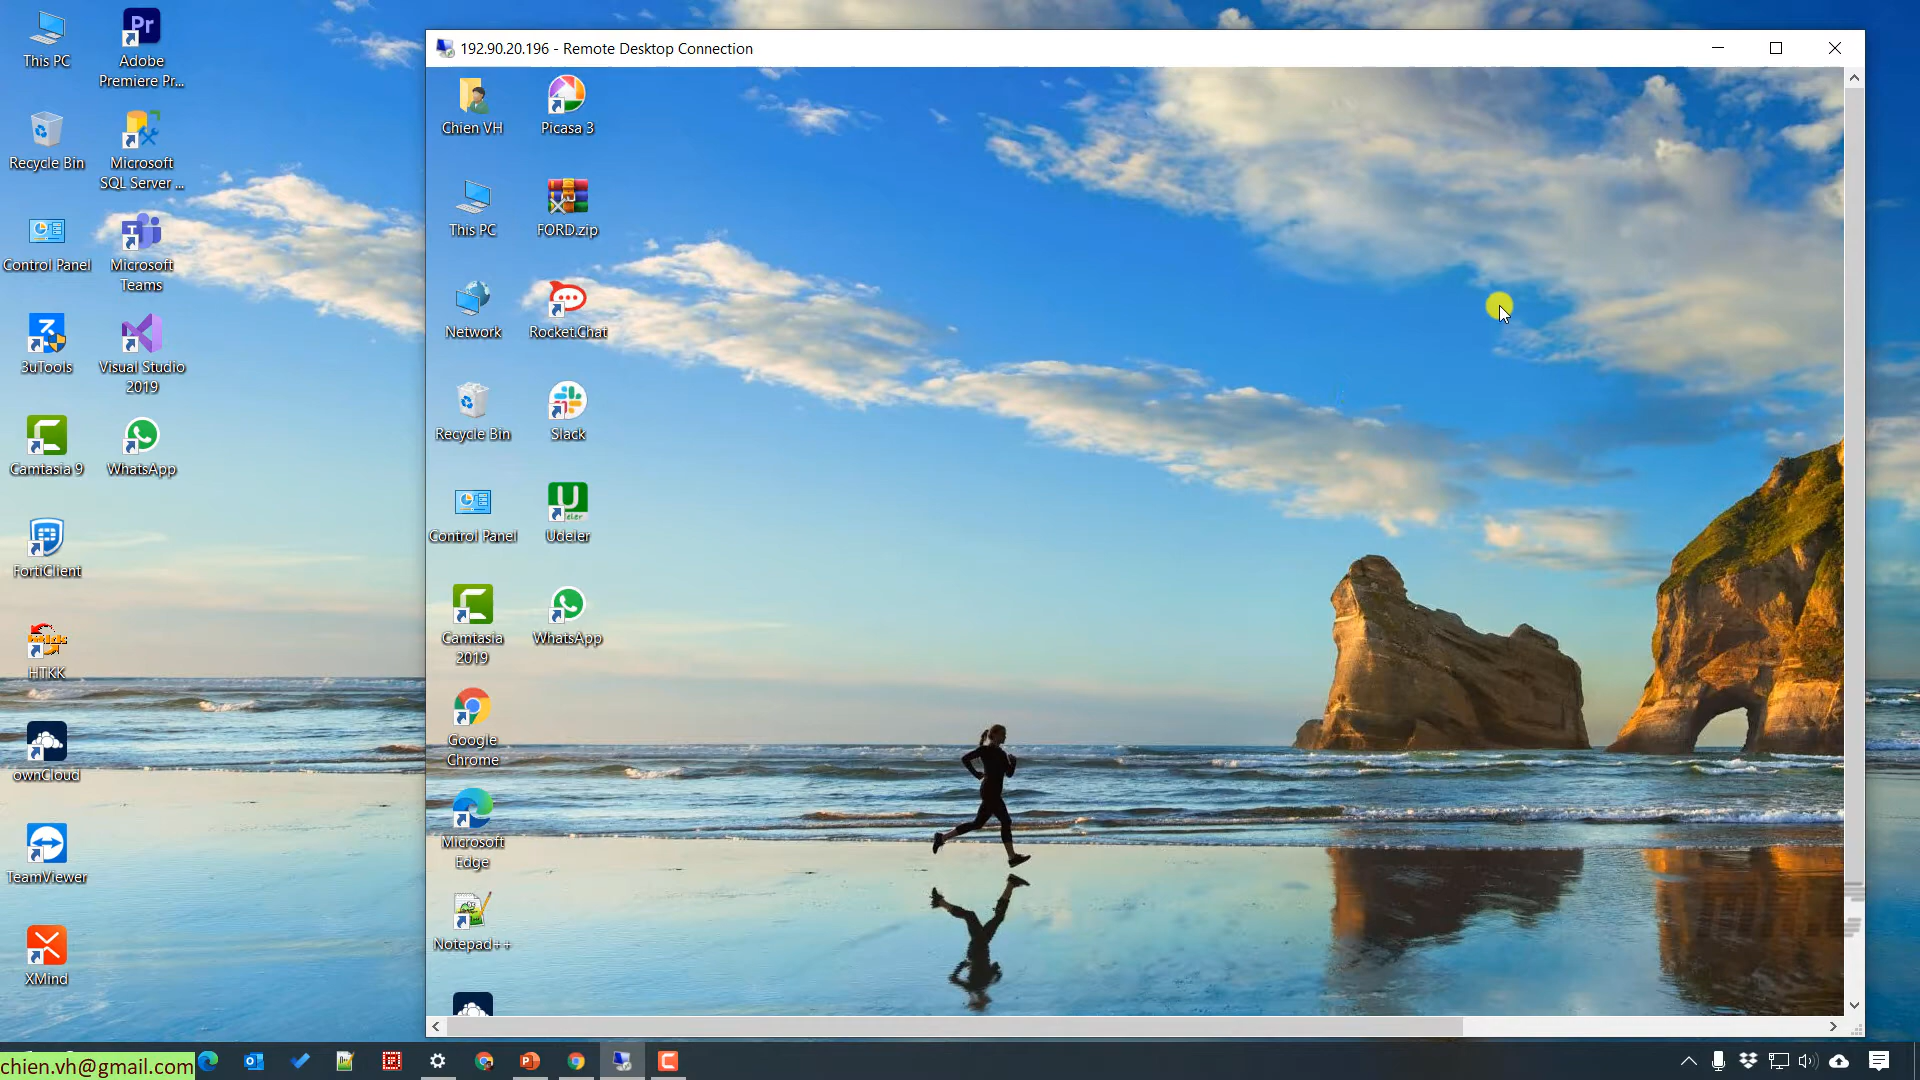 192.90.20.196 - Remote Desktop Connection
This PC
Adobe
Premiere Pr...
Recycle Bin
Microsoft
SQL Server ...
Control Panel
Microsoft
Teams
3uTools
Visual Studio
2019
Camtasia 9
WhatsApp
FortiClient
HTKK
ownCloud
TeamViewer
XMind
Chien VH
Picasa 3
This PC
FORD.zip
Network
Rocket.Chat
Recycle Bin
Slack
Control Panel
Udeler
Camtasia
2019
WhatsApp
Google
Chrome
Microsoft
Edge
Notepad++
chien.vh@gmail.com